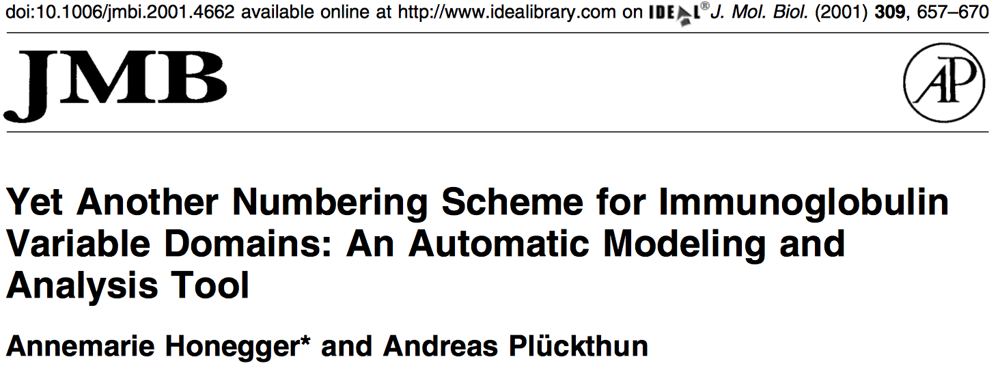 doi:10.1006/jmbi.2001.4662 available online at http://www.idealibrary.com on IDEAL® J. Mol. Biol. (2001) 309, 657–670
JMB
AP
Yet Another Numbering Scheme for Immunoglobulin
Variable Domains: An Automatic Modeling and
Analysis Tool
Annemarie Honegger* and Andreas Plückthun